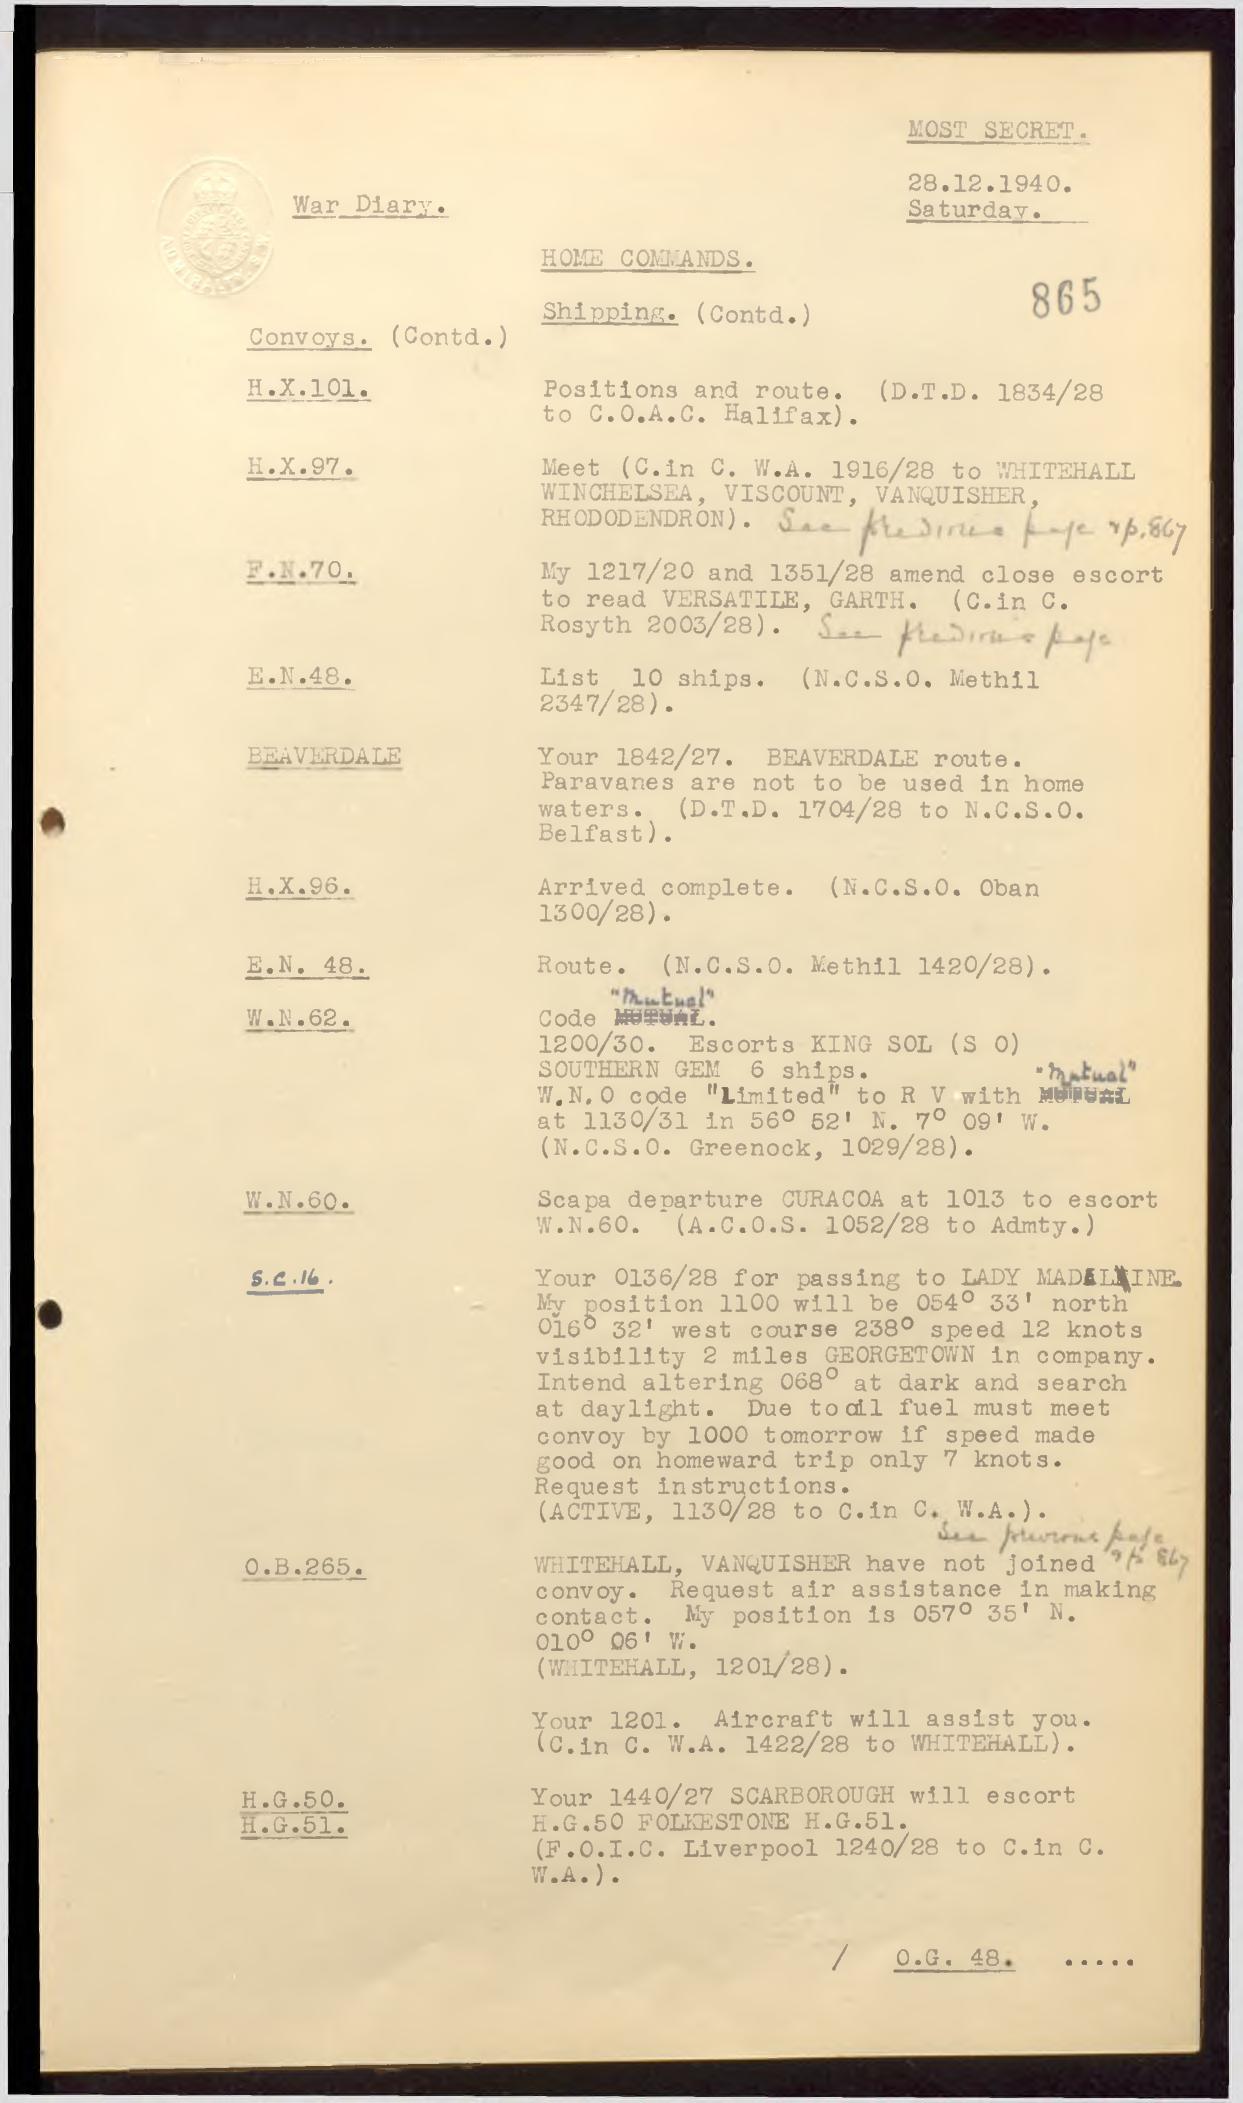 MOST SECRET.
28.12.1940.
Saturday.
War Diary.
HOME COMMANDS.
865
Shipping. (Contd.)
Convoys. (Contd.)
H.X.101. Positions and route. (D.T.D. 1834/28
to C.O.A.C. Halifax).
H.X.97. Meet (C.in C. W.A. 1916/28 to WHITEHALL
WINCHELSEA, VISCOUNT, VANQUISHER,
RHODODENDRON). See previous page & p. 867
F.N.70. My 1217/20 and 1351/28 amend close escort
to read VERSATILE, GARTH. (C.in C.
Rosyth 2003/28). See previous page
E.N.48. List 10 ships. (N.C.S.O. Methil
2347/28).
BEAVERDALE Your 1842/27. BEAVERDALE route.
Paravanes are not to be used in home
waters. (D.T.D. 1704/28 to N.C.S.O.
Belfast).
H.X.96. Arrived complete. (N.C.S.O. Oban
1300/28).
E.N. 48. Route. (N.C.S.O. Methil 1420/28).
"Mutual"
W.N.62. Code MUTUAL.
1200/30. Escorts KING SOL (S O)
SOUTHERN GEM 6 ships.
"Mutual"
W.N.O code "Limited" to R V with MUTUAL
at 1130/31 in 56° 52' N. 7° 09' W.
(N.C.S.O. Greenock, 1029/28).
W.N.60. Scapa departure CURACOA at 1013 to escort
W.N.60. (A.C.O.S. 1052/28 to Admty.)
S.C.16. Your 0136/28 for passing to LADY MADELINE.
My position 1100 will be 054° 33' north
016° 32' west course 238° speed 12 knots
visibility 2 miles GEORGETOWN in company.
Intend altering 068° at dark and search
at daylight. Due to oil fuel must meet
convoy by 1000 tomorrow if speed made
good on homeward trip only 7 knots.
Request instructions.
(ACTIVE, 1130/28 to C.in C. W.A.).
See previous page
& p 867
O.B.265. WHITEHALL, VANQUISHER have not joined
convoy. Request air assistance in making
contact. My position is 057° 35' N.
010° 06' W.
(WHITEHALL, 1201/28).
Your 1201. Aircraft will assist you.
(C.in C. W.A. 1422/28 to WHITEHALL).
H.G.50. Your 1440/27 SCARBOROUGH will escort
H.G.51. H.G.50 FOLKESTONE H.G.51.
(F.O.I.C. Liverpool 1240/28 to C.in C.
W.A.).
/ O.G. 48. .....